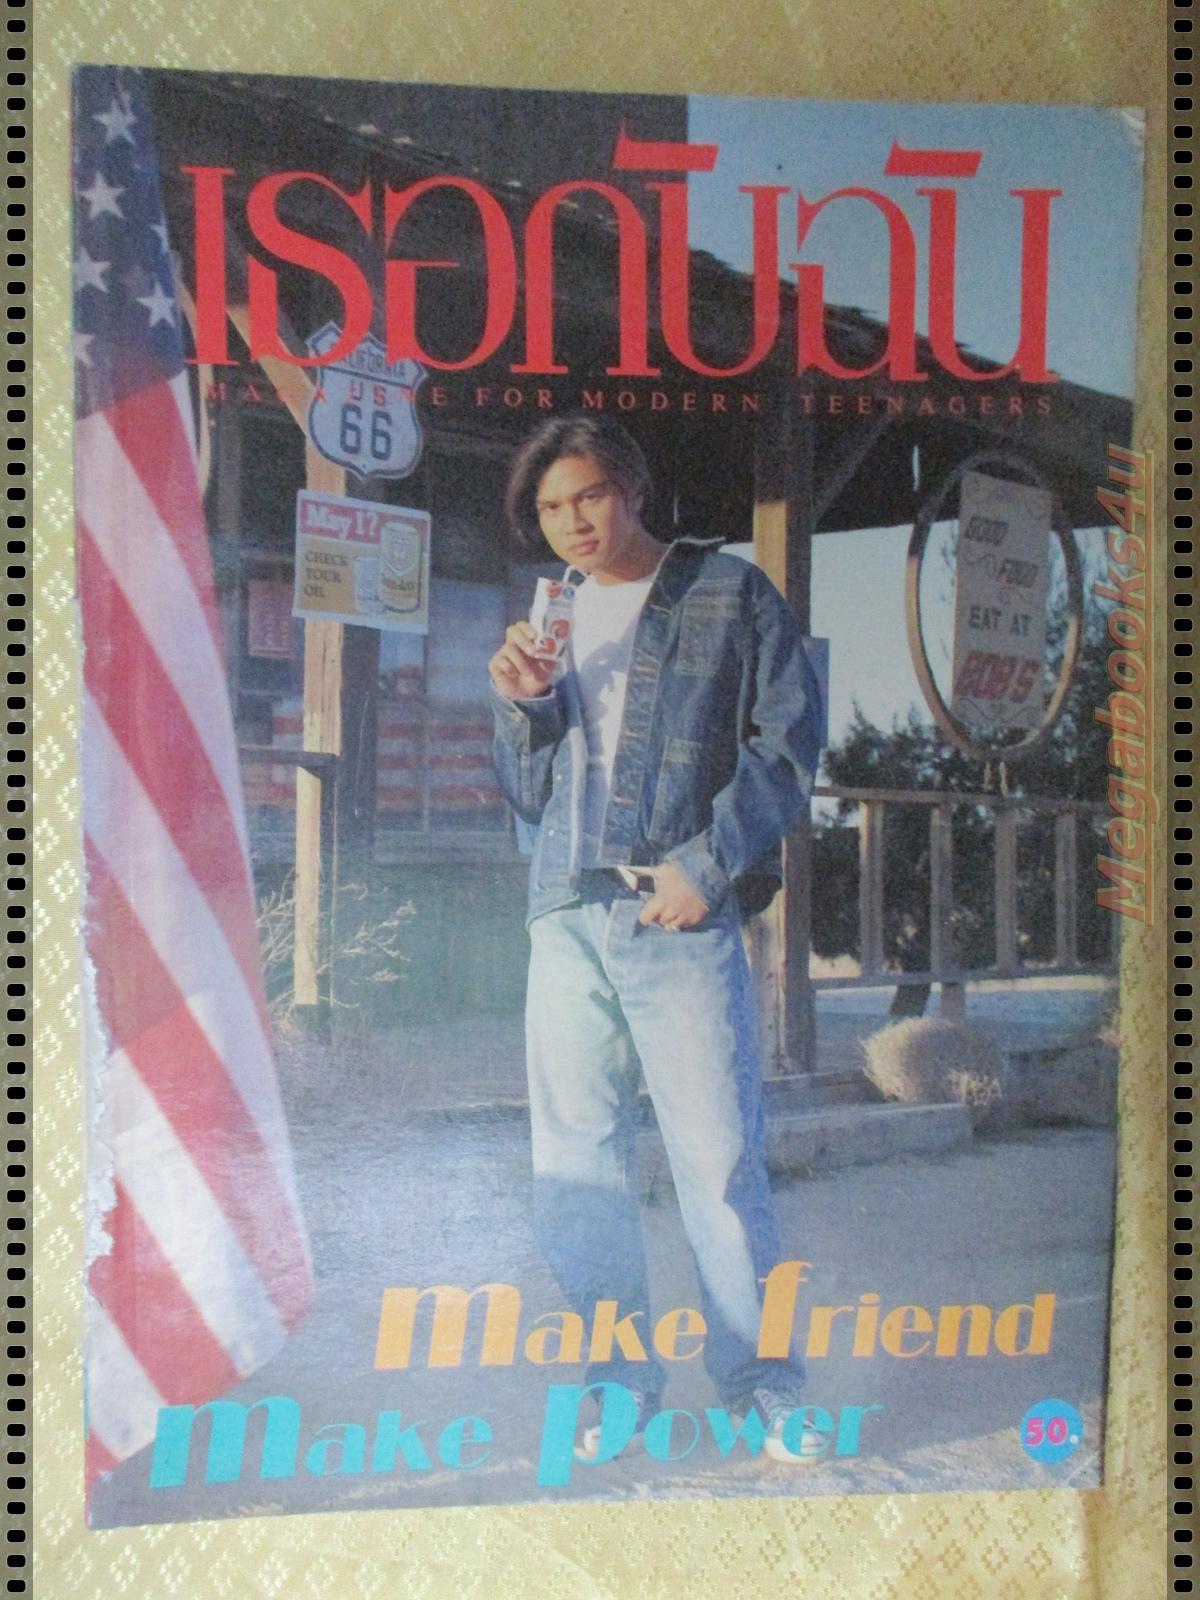 เธอกับฉัน
MAGAZINE FOR MODERN TEENAGERS
CALIFORNIA
US
66
May 17
CHECK
YOUR
OIL
GOOD
FOOD
EAT AT
BOB'S
Megabooks4u
make friend
make power
50.